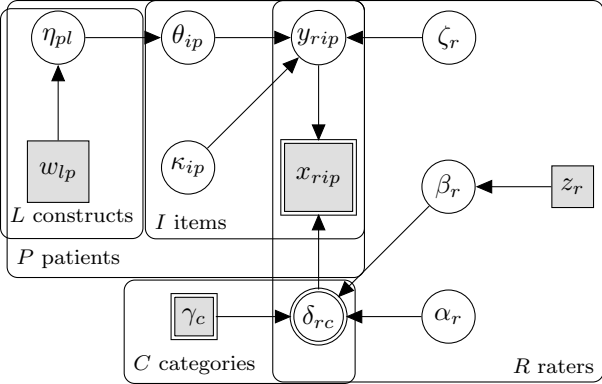 η_pl θ_ip y_rip ζ_r
w_lp κ_ip x_rip β_r z_r
L constructs I items
P patients
γ_c δ_rc α_r
C categories R raters